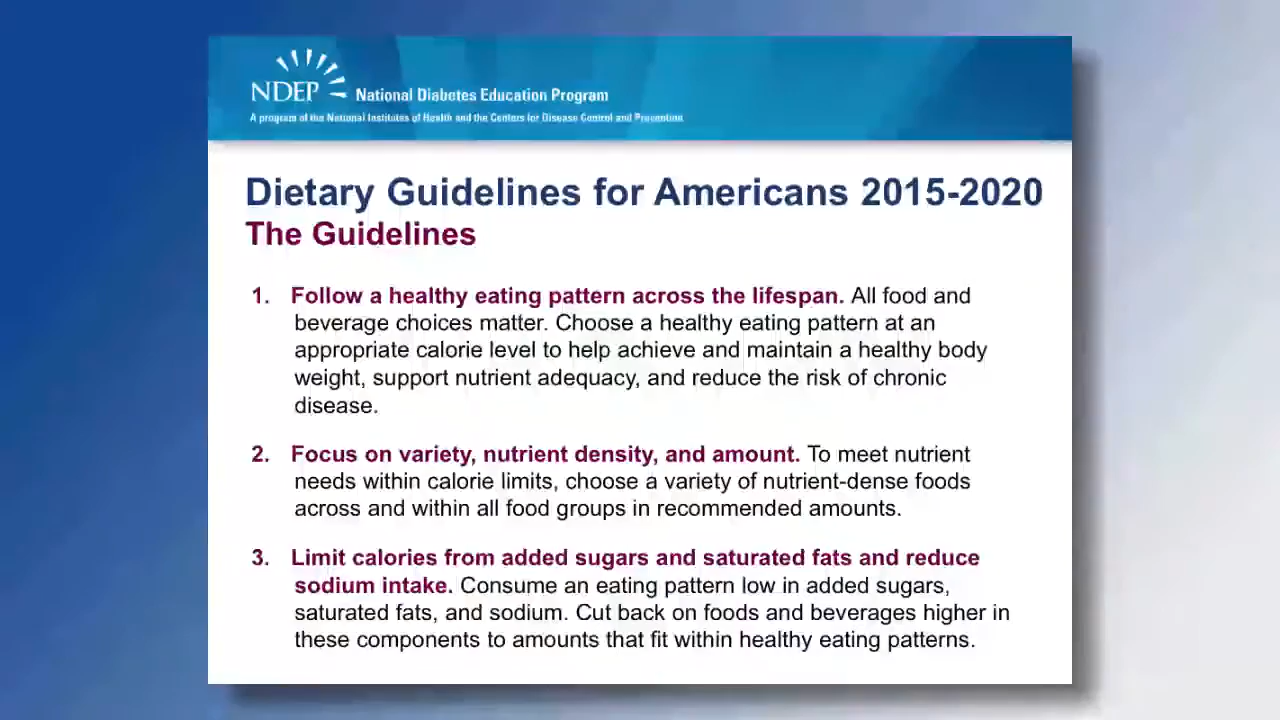 NDEP National Diabetes Education Program
A program of the National Institutes of Health and the Centers for Disease Control and Prevention
Dietary Guidelines for Americans 2015-2020
The Guidelines
1. Follow a healthy eating pattern across the lifespan. All food and
beverage choices matter. Choose a healthy eating pattern at an
appropriate calorie level to help achieve and maintain a healthy body
weight, support nutrient adequacy, and reduce the risk of chronic
disease.
2. Focus on variety, nutrient density, and amount. To meet nutrient
needs within calorie limits, choose a variety of nutrient-dense foods
across and within all food groups in recommended amounts.
3. Limit calories from added sugars and saturated fats and reduce
sodium intake. Consume an eating pattern low in added sugars,
saturated fats, and sodium. Cut back on foods and beverages higher in
these components to amounts that fit within healthy eating patterns.